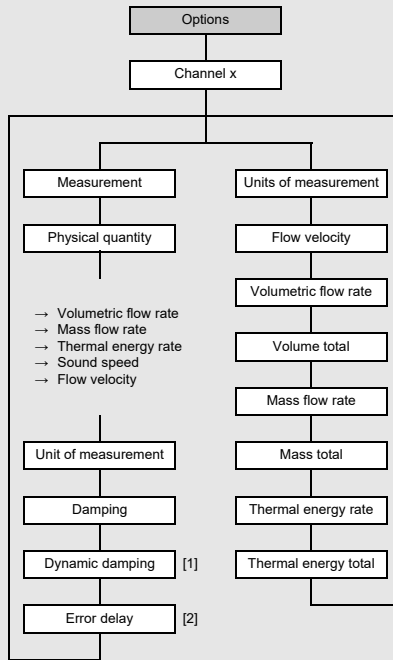 Options
Channel x
Measurement
Physical quantity
→ Volumetric flow rate
→ Mass flow rate
→ Thermal energy rate
→ Sound speed
→ Flow velocity
Unit of measurement
Damping
Dynamic damping [1]
Error delay [2]
Units of measurement
Flow velocity
Volumetric flow rate
Volume total
Mass flow rate
Mass total
Thermal energy rate
Thermal energy total